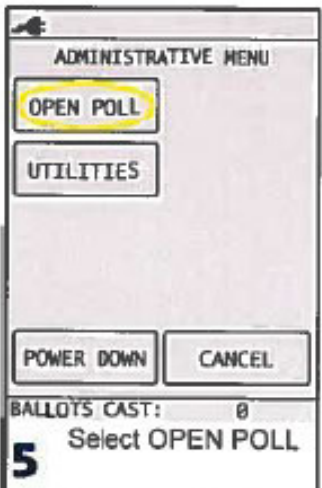 ADMINISTRATIVE MENU
OPEN POLL
UTILITIES
POWER DOWN CANCEL
BALLOTS CAST: 0
5 Select OPEN POLL